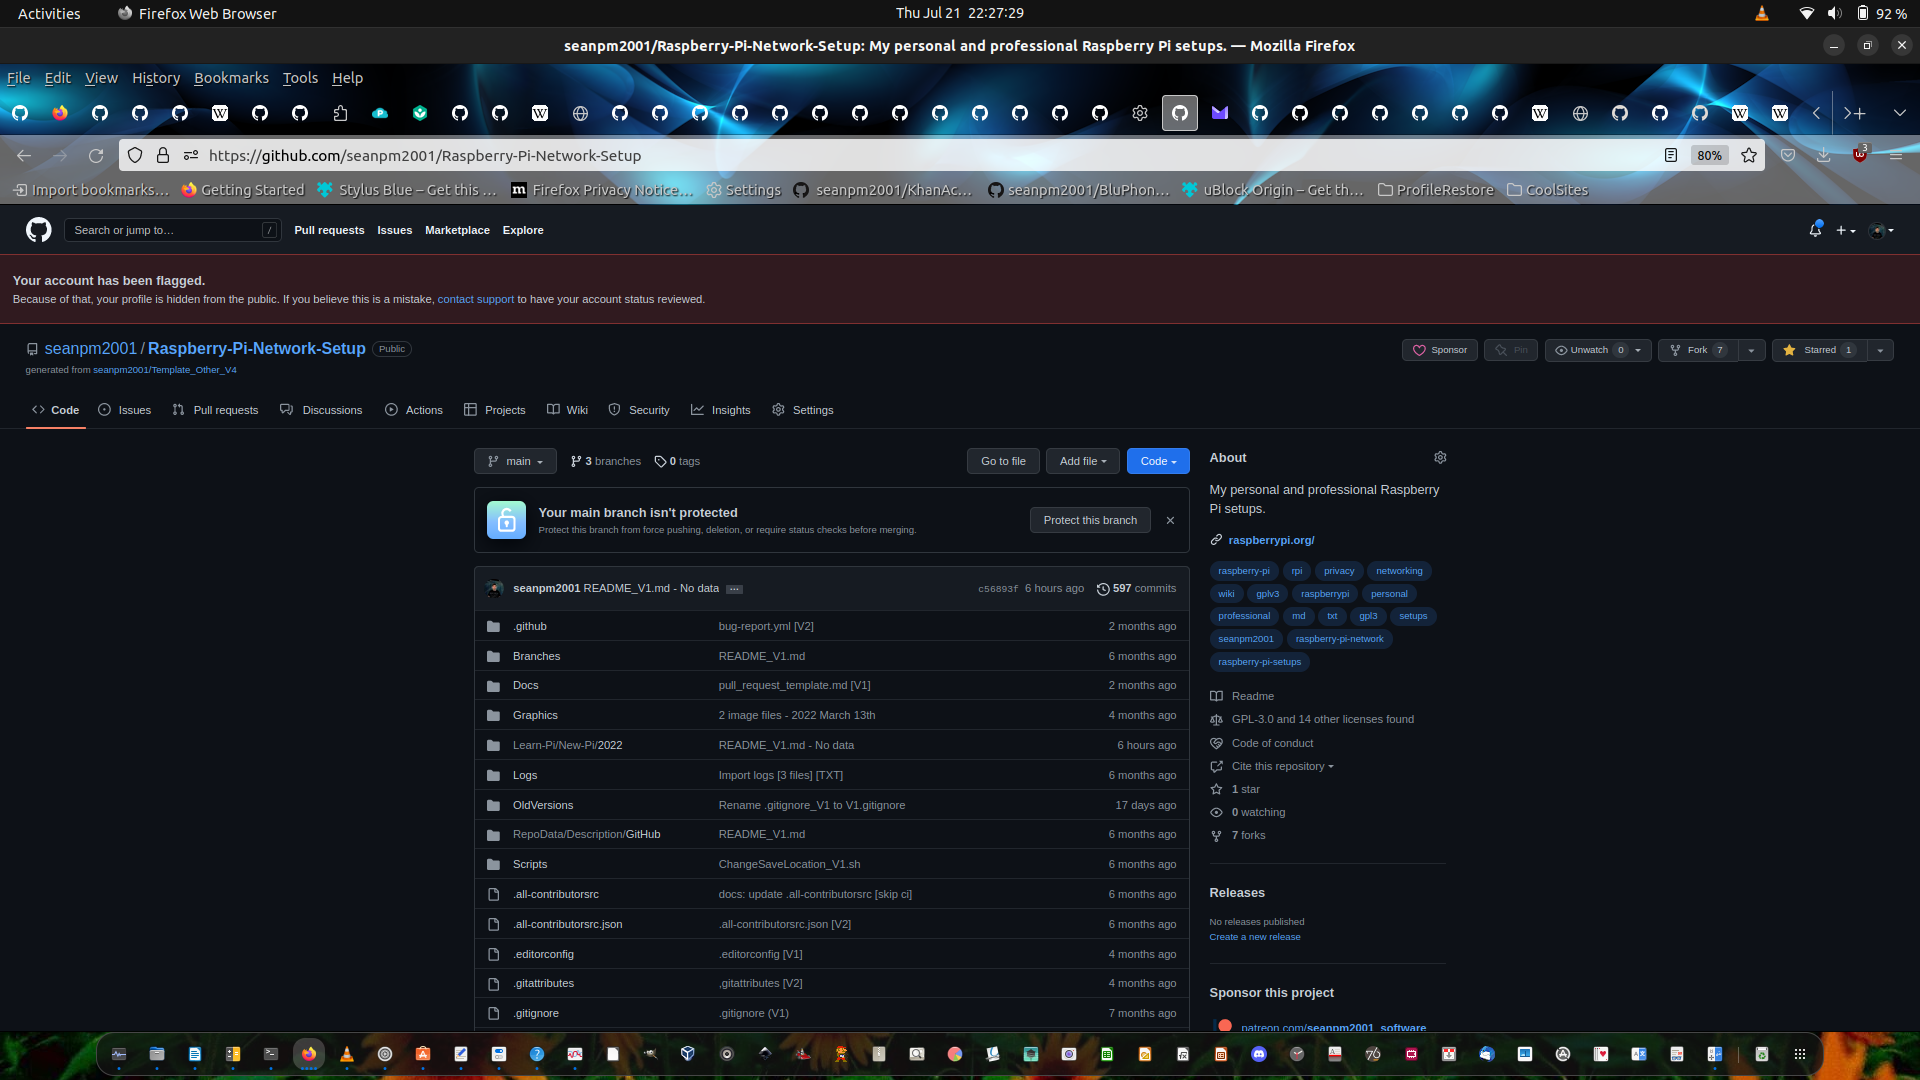 Activities Firefox Web Browser Thu Jul 21 22:27:29 92 %
seanpm2001/Raspberry-Pi-Network-Setup: My personal and professional Raspberry Pi setups. — Mozilla Firefox
File Edit View History Bookmarks Tools Help
https://github.com/seanpm2001/Raspberry-Pi-Network-Setup 80% 3
Import bookmarks… Getting Started Stylus Blue – Get this … Firefox Privacy Notice… Settings seanpm2001/KhanAc… seanpm2001/BluPhon… uBlock Origin – Get th… ProfileRestore CoolSites
Search or jump to… / Pull requests Issues Marketplace Explore
Your account has been flagged.
Because of that, your profile is hidden from the public. If you believe this is a mistake, contact support to have your account status reviewed.
seanpm2001 / Raspberry-Pi-Network-Setup Public Sponsor Pin Unwatch 0 Fork 7 Starred 1
generated from seanpm2001/Template_Other_V4
Code Issues Pull requests Discussions Actions Projects Wiki Security Insights Settings
main 3 branches 0 tags Go to file Add file Code
Your main branch isn't protected
Protect this branch from force pushing, deletion, or require status checks before merging.
Protect this branch
seanpm2001 README_V1.md - No data … c56893f 6 hours ago 597 commits
.github bug-report.yml [V2] 2 months ago
Branches README_V1.md 6 months ago
Docs pull_request_template.md [V1] 2 months ago
Graphics 2 image files - 2022 March 13th 4 months ago
Learn-Pi/New-Pi/2022 README_V1.md - No data 6 hours ago
Logs Import logs [3 files] [TXT] 6 months ago
OldVersions Rename .gitignore_V1 to V1.gitignore 17 days ago
RepoData/Description/GitHub README_V1.md 6 months ago
Scripts ChangeSaveLocation_V1.sh 6 months ago
.all-contributorsrc docs: update .all-contributorsrc [skip ci] 6 months ago
.all-contributorsrc.json .all-contributorsrc.json [V2] 6 months ago
.editorconfig .editorconfig [V1] 4 months ago
.gitattributes .gitattributes [V2] 4 months ago
.gitignore .gitignore (V1) 7 months ago
About
My personal and professional Raspberry
Pi setups.
raspberrypi.org/
raspberry-pi rpi privacy networking
wiki gplv3 raspberrypi personal
professional md txt gpl3 setups
seanpm2001 raspberry-pi-network
raspberry-pi-setups
Readme
GPL-3.0 and 14 other licenses found
Code of conduct
Cite this repository
1 star
0 watching
7 forks
Releases
No releases published
Create a new release
Sponsor this project
patreon.com/seanpm2001_software